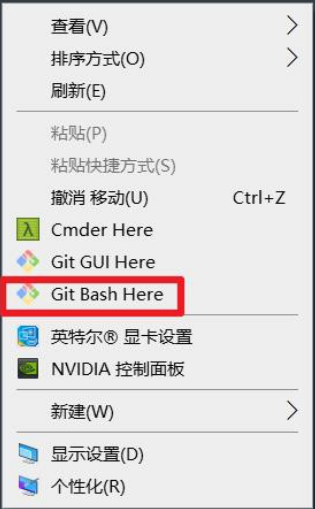 查看(V)
排序方式(O)
刷新(E)
粘贴(P)
粘贴快捷方式(S)
撤消 移动(U) Ctrl+Z
Cmder Here
Git GUI Here
Git Bash Here
英特尔® 显卡设置
NVIDIA 控制面板
新建(W)
显示设置(D)
个性化(R)